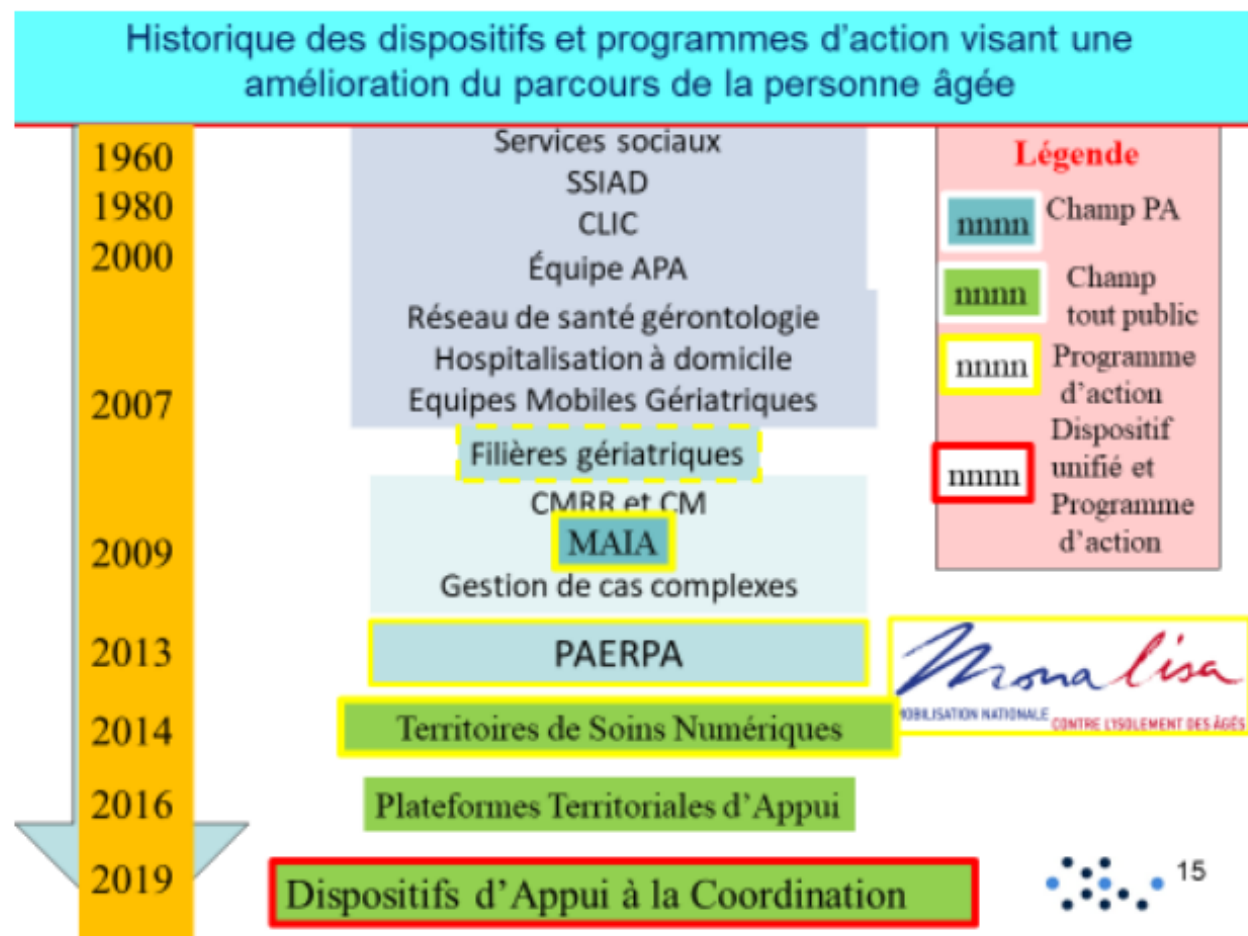 Historique des dispositifs et programmes d'action visant une
amélioration du parcours de la personne âgée
1960
1980
2000
2007
2009
2013
2014
2016
2019
Services sociaux
SSIAD
CLIC
Équipe APA
Réseau de santé gérontologie
Hospitalisation à domicile
Equipes Mobiles Gériatriques
Filières gériatriques
CMRR et CM
MAIA
Gestion de cas complexes
PAERPA
Territoires de Soins Numériques
Plateformes Territoriales d'Appui
Dispositifs d'Appui à la Coordination
Légende
nnnn Champ PA
nnnn Champ
tout public
nnnn Programme
d'action
nnnn Dispositif
unifié et
Programme
d'action
Monalisa
MOBILISATION NATIONALE CONTRE L'ISOLEMENT DES ÂGÉS
15